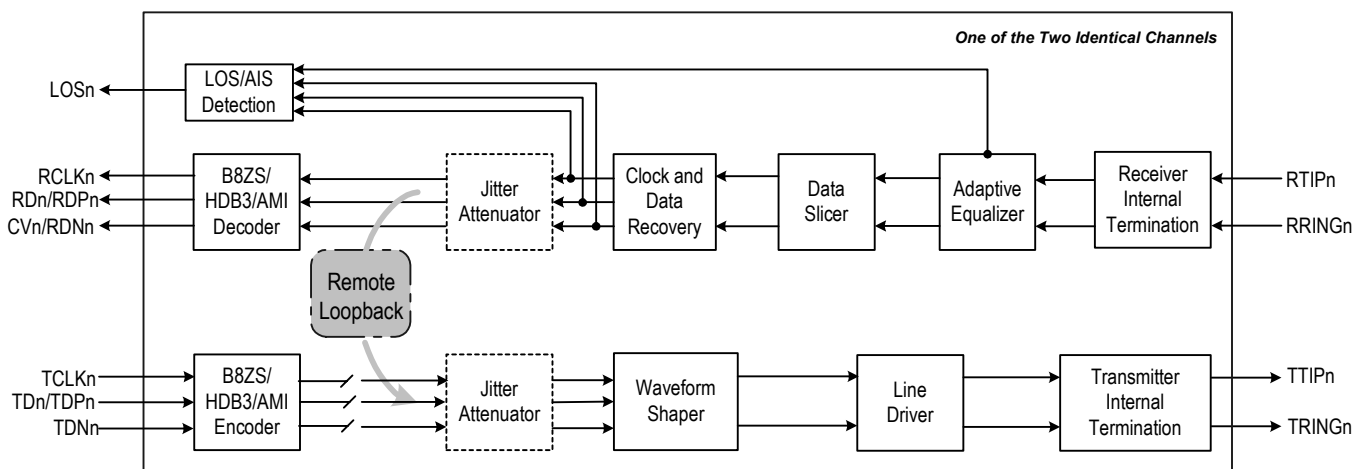 One of the Two Identical Channels
LOSn
LOS/AIS
Detection
RCLKn
RDn/RDPn
CVn/RDNn
B8ZS/
HDB3/AMI
Decoder
Jitter
Attenuator
Clock and
Data
Recovery
Data
Slicer
Adaptive
Equalizer
Receiver
Internal
Termination
RTIPn
RRINGn
Remote
Loopback
TCLKn
TDn/TDPn
TDNn
B8ZS/
HDB3/AMI
Encoder
Jitter
Attenuator
Waveform
Shaper
Line
Driver
Transmitter
Internal
Termination
TTIPn
TRINGn